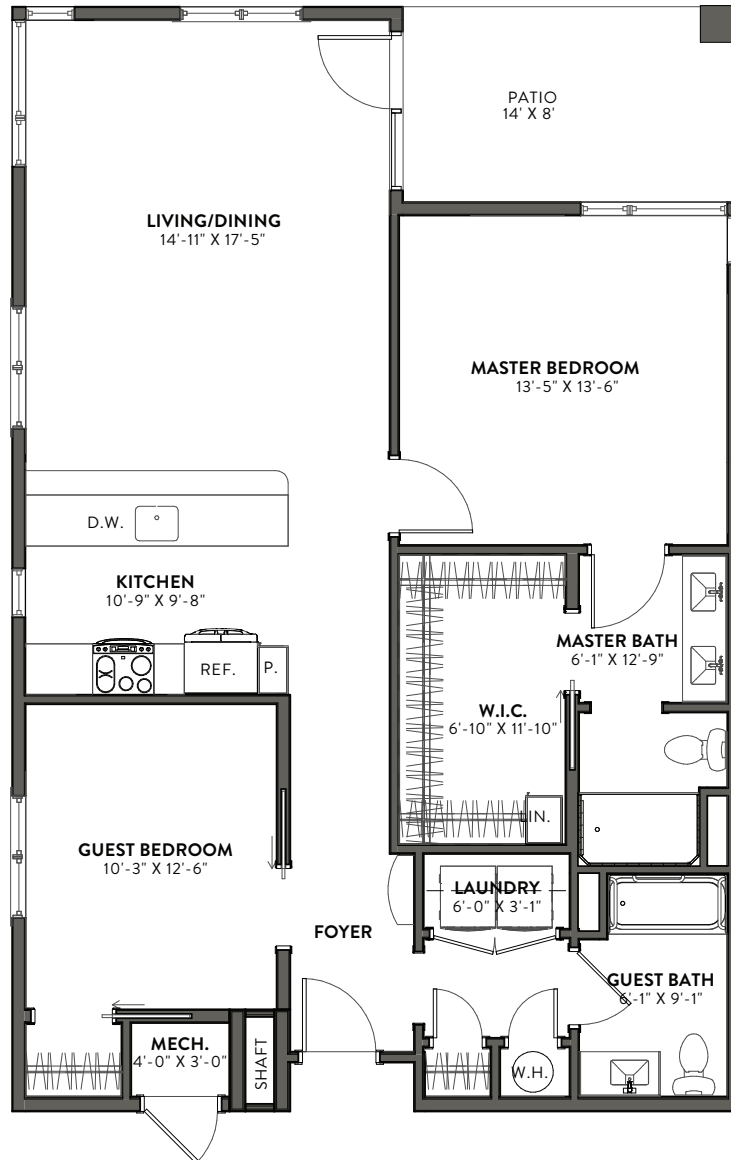 PATIO
14' X 8'
LIVING/DINING
14'-11" X 17'-5"
MASTER BEDROOM
13'-5" X 13'-6"
D.W.
KITCHEN
10'-9" X 9'-8"
REF.
P.
MASTER BATH
6'-1" X 12'-9"
W.I.C.
6'-10" X 11'-10"
IN.
GUEST BEDROOM
10'-3" X 12'-6"
LAUNDRY
6'-0" X 3'-1"
FOYER
GUEST BATH
6'-1" X 9'-1"
MECH.
4'-0" X 3'-0"
SHAFT
W.H.